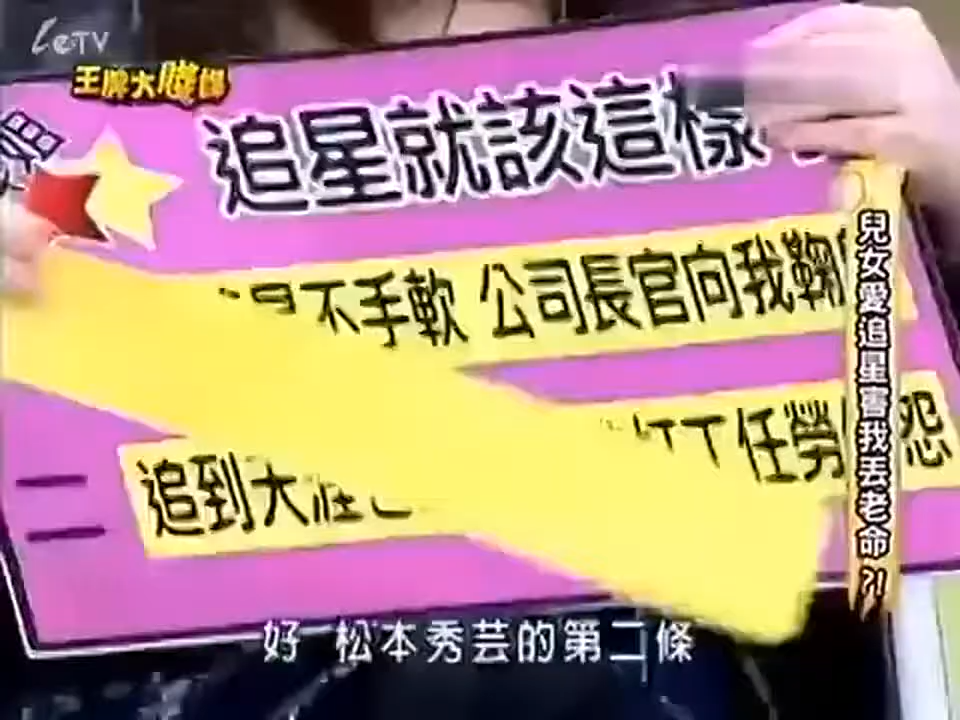 LeTV
王牌大賤諜
追星就該這樣
不手軟 公司長官向我鞠
二 追到大 任勞 怨
兒女愛追星害我丟老命?!
好 松本秀芸的第二條